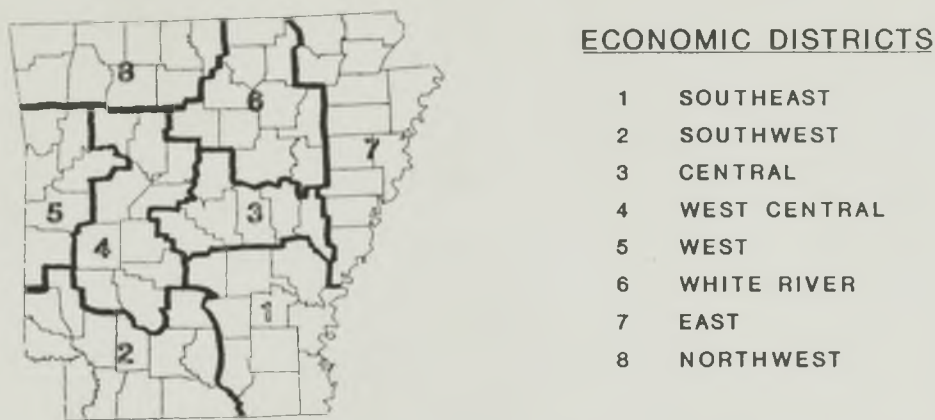 ECONOMIC DISTRICTS
1 SOUTHEAST
2 SOUTHWEST
3 CENTRAL
4 WEST CENTRAL
5 WEST
6 WHITE RIVER
7 EAST
8 NORTHWEST
8
6
7
5
3
4
1
2